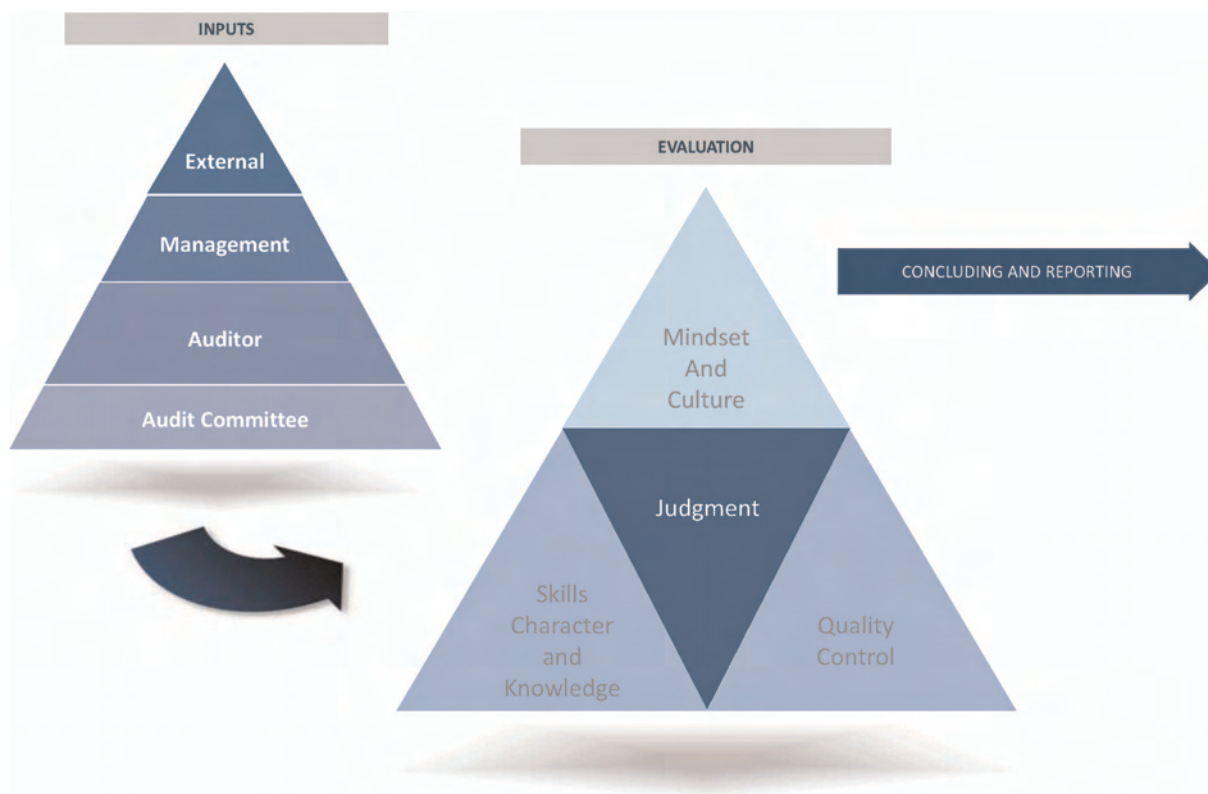 INPUTS
External
Management
Auditor
Audit Committee
EVALUATION
Mindset
And
Culture
Judgment
Skills
Character
and
Knowledge
Quality
Control
CONCLUDING AND REPORTING